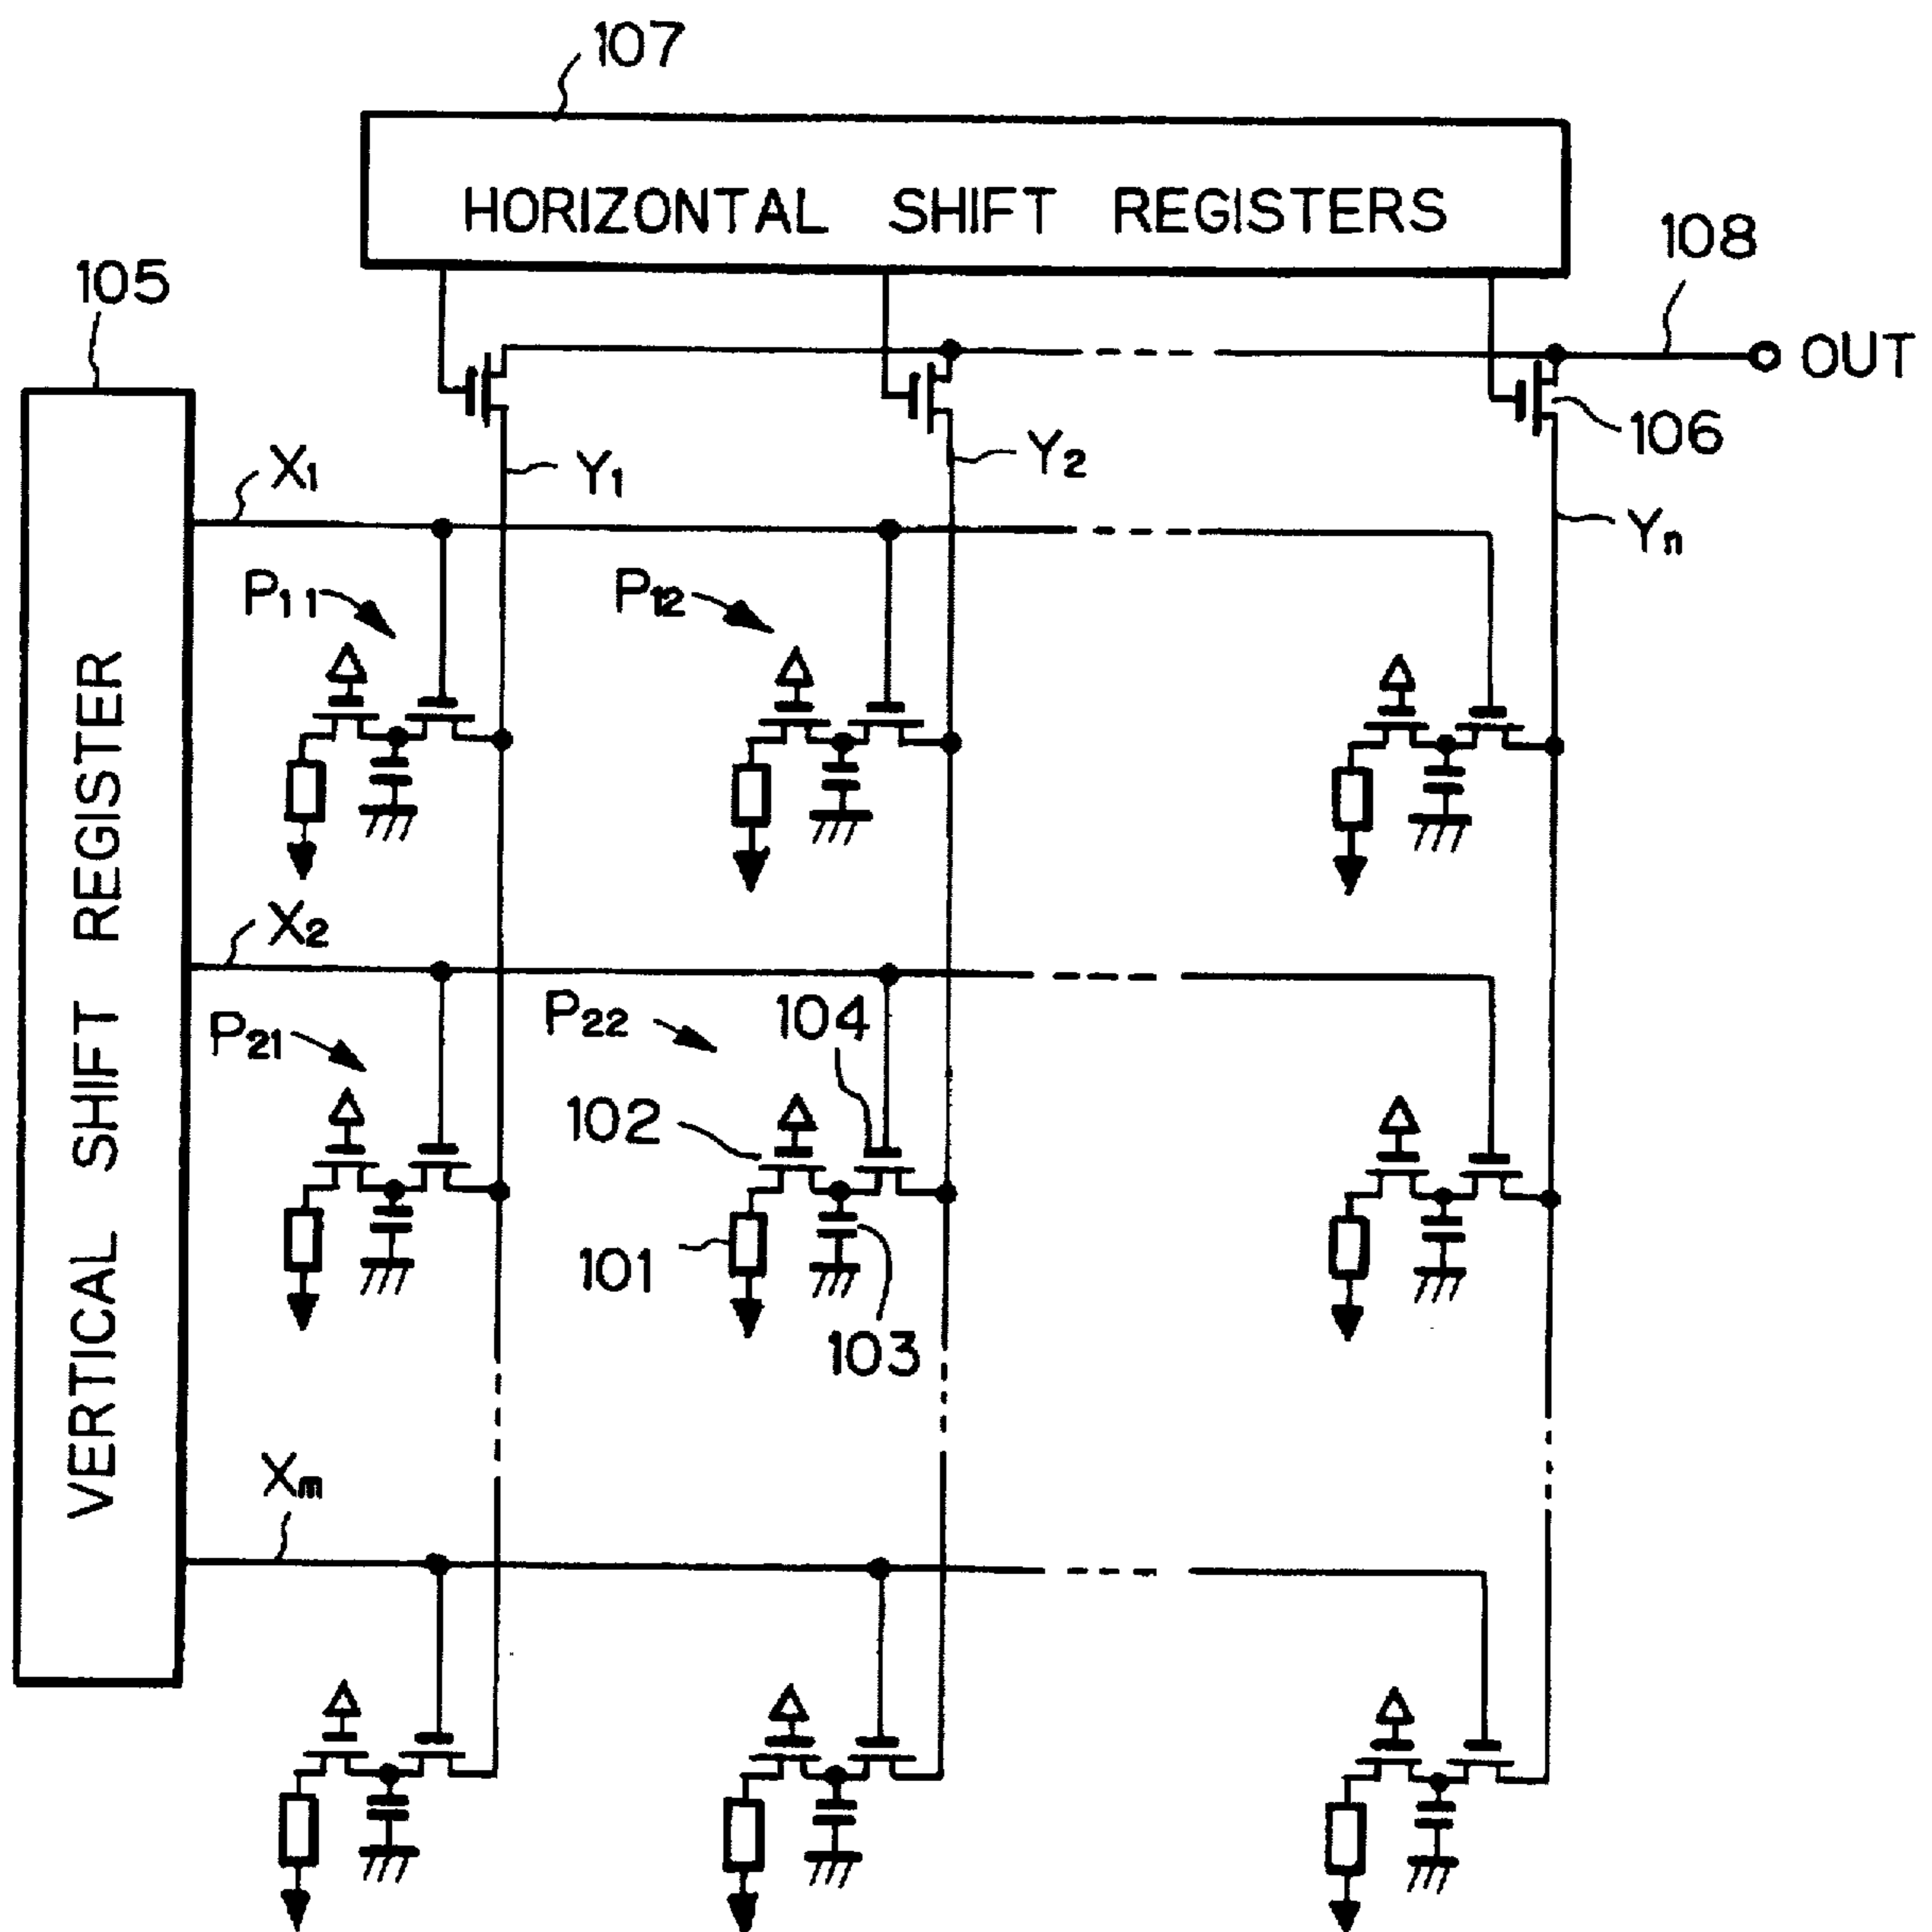 107
HORIZONTAL SHIFT REGISTERS
108
105
OUT
106
X1
Y1
Y2
Yn
P11
P12
X2
P21
P22
104
102
101
103
VERTICAL SHIFT REGISTER
Xm